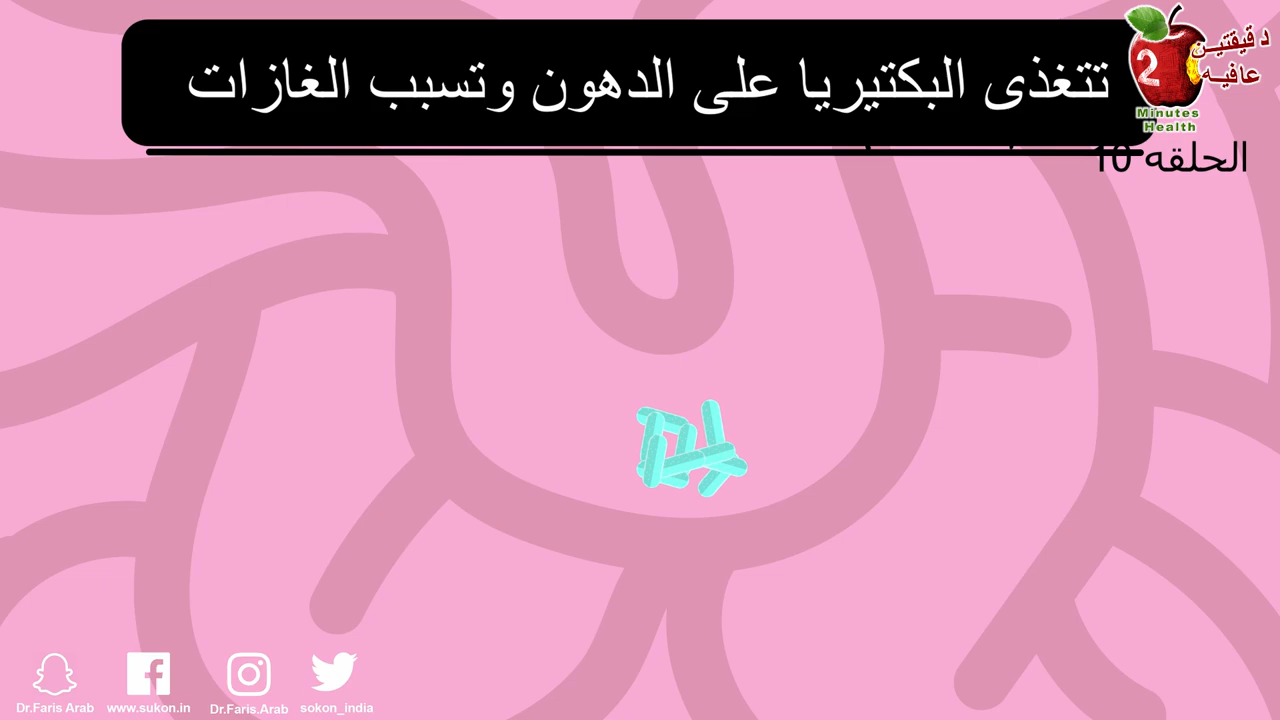 تتغذى البكتيريا على الدهون وتسبب الغازات
دقيقتين
عافيه
2
Minutes
Health
الحلقه 10
Dr.Faris Arab
www.sukon.in
Dr.Faris.Arab
sokon_india